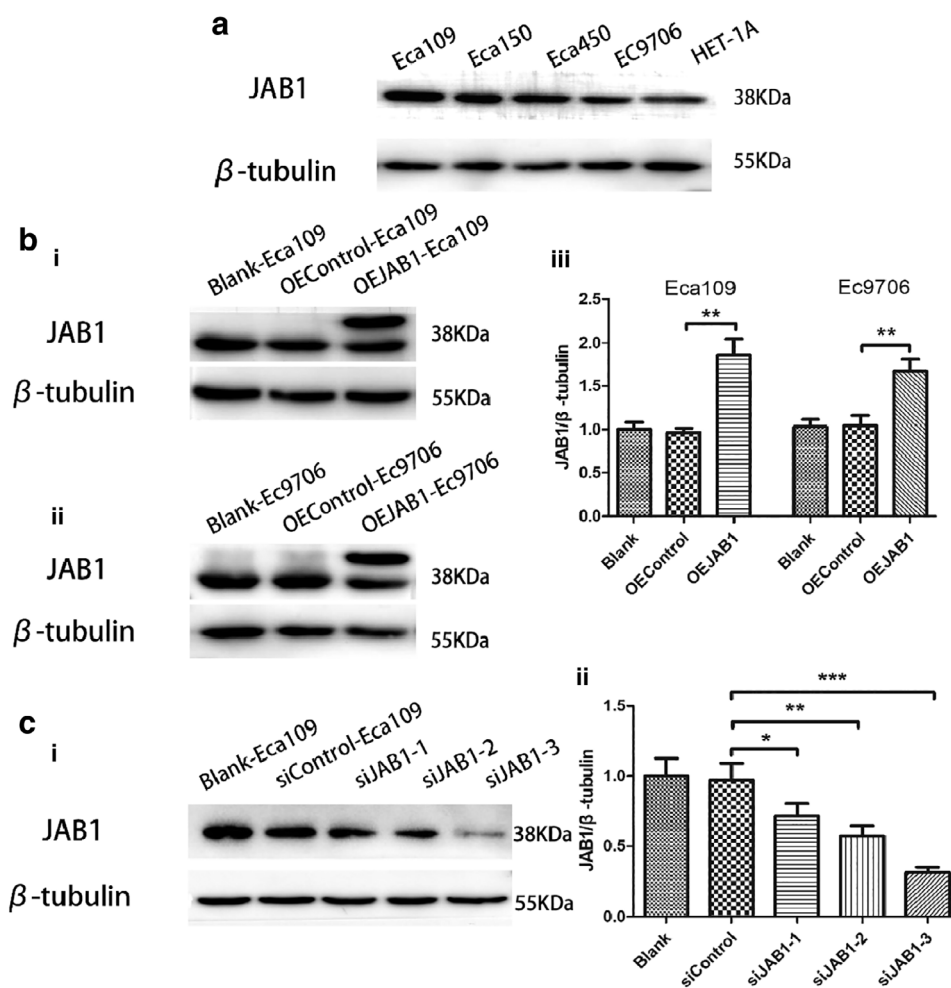 a
Eca109 Eca150 Eca450 EC9706 HET-1A
JAB1 38KDa
β-tubulin 55KDa
b
i
Blank-Eca109 OEControl-Eca109 OEJAB1-Eca109
JAB1 38KDa
β-tubulin 55KDa
ii
Blank-Ec9706 OEControl-Ec9706 OEJAB1-Ec9706
JAB1 38KDa
β-tubulin 55KDa
iii
Eca109 Ec9706
JAB1/β-tubulin
2.5
2.0
1.5
1.0
0.5
0.0
** **
Blank OEControl OEJAB1 Blank OEControl OEJAB1
c
i
Blank-Eca109 siControl-Eca109 siJAB1-1 siJAB1-2 siJAB1-3
JAB1 38KDa
β-tubulin 55KDa
ii
JAB1/β-tubulin
1.5
1.0
0.5
0.0
***
**
*
Blank siControl siJAB1-1 siJAB1-2 siJAB1-3